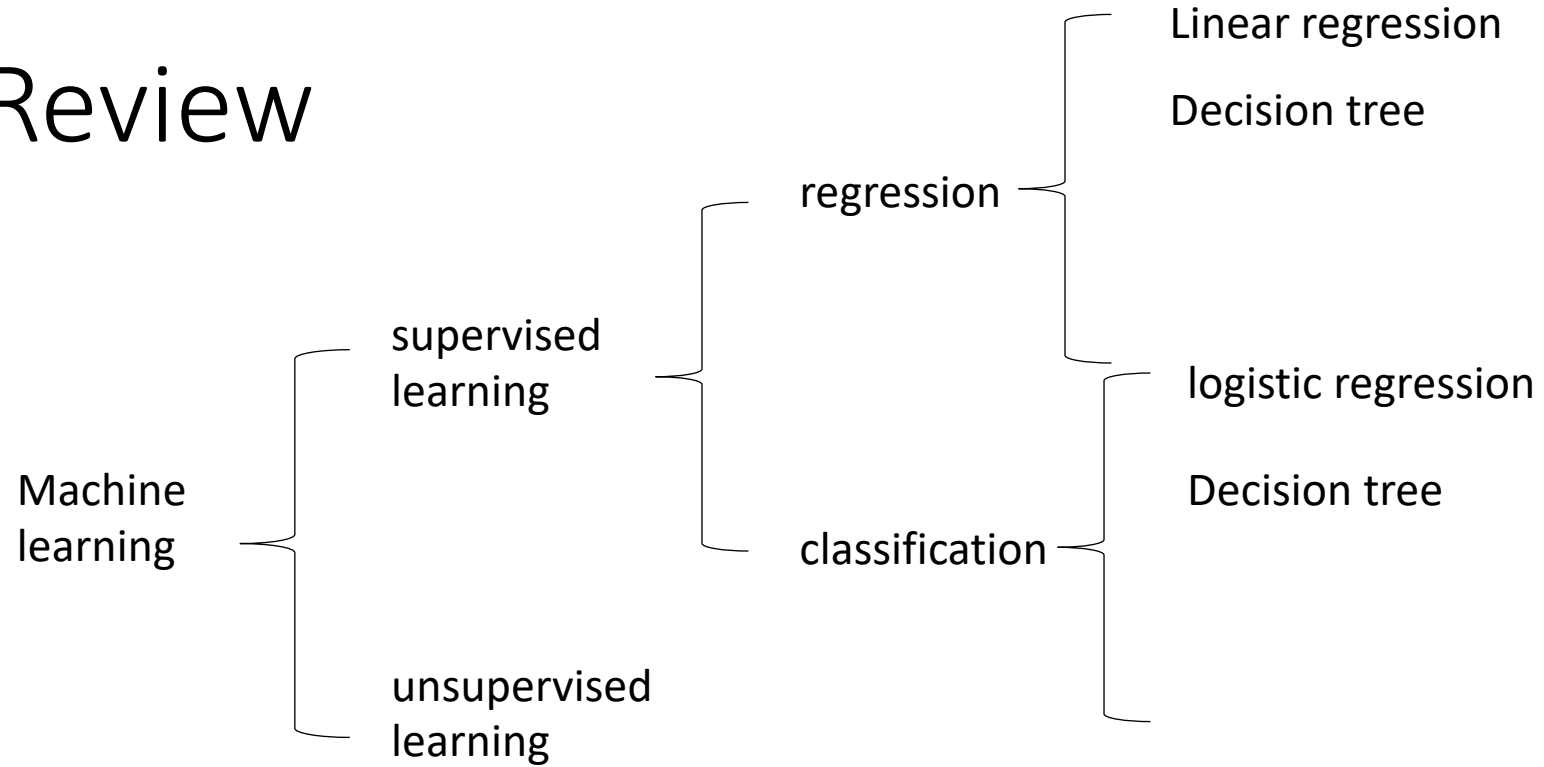 Review
Linear regression
Decision tree
regression
supervised
learning
logistic regression
Machine
learning
Decision tree
classification
unsupervised
learning